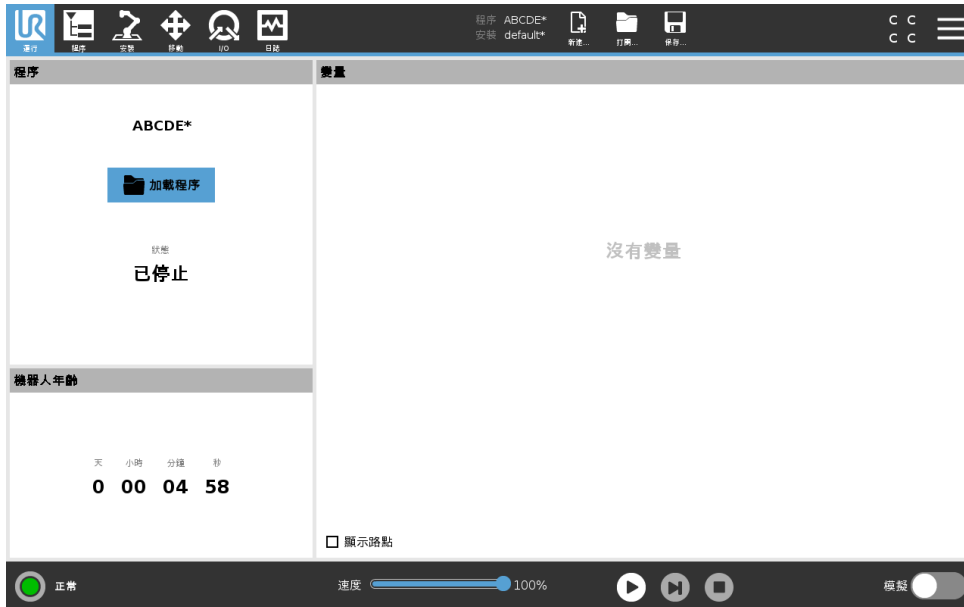 運行 程序 安裝 移動 I/O 日誌
程序 ABCDE*
安裝 default*
新建... 打開... 保存...
C C
C C
程序
變量
ABCDE*
加載程序
狀態
已停止
沒有變量
機器人年齡
天 小時 分鐘 秒
0 00 04 58
顯示路點
正常
速度 100%
模擬